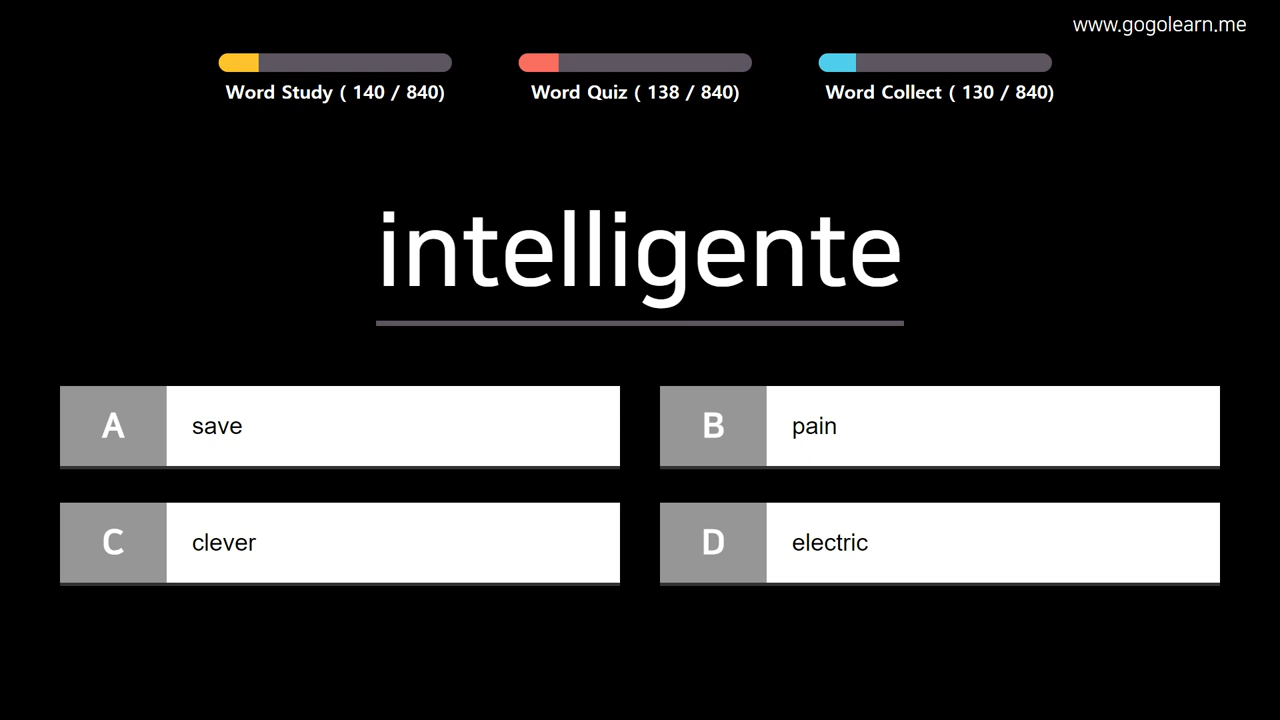 www.gogolearn.me
Word Study ( 140 / 840)
Word Quiz ( 138 / 840)
Word Collect ( 130 / 840)
intelligente
A save
B pain
C clever
D electric